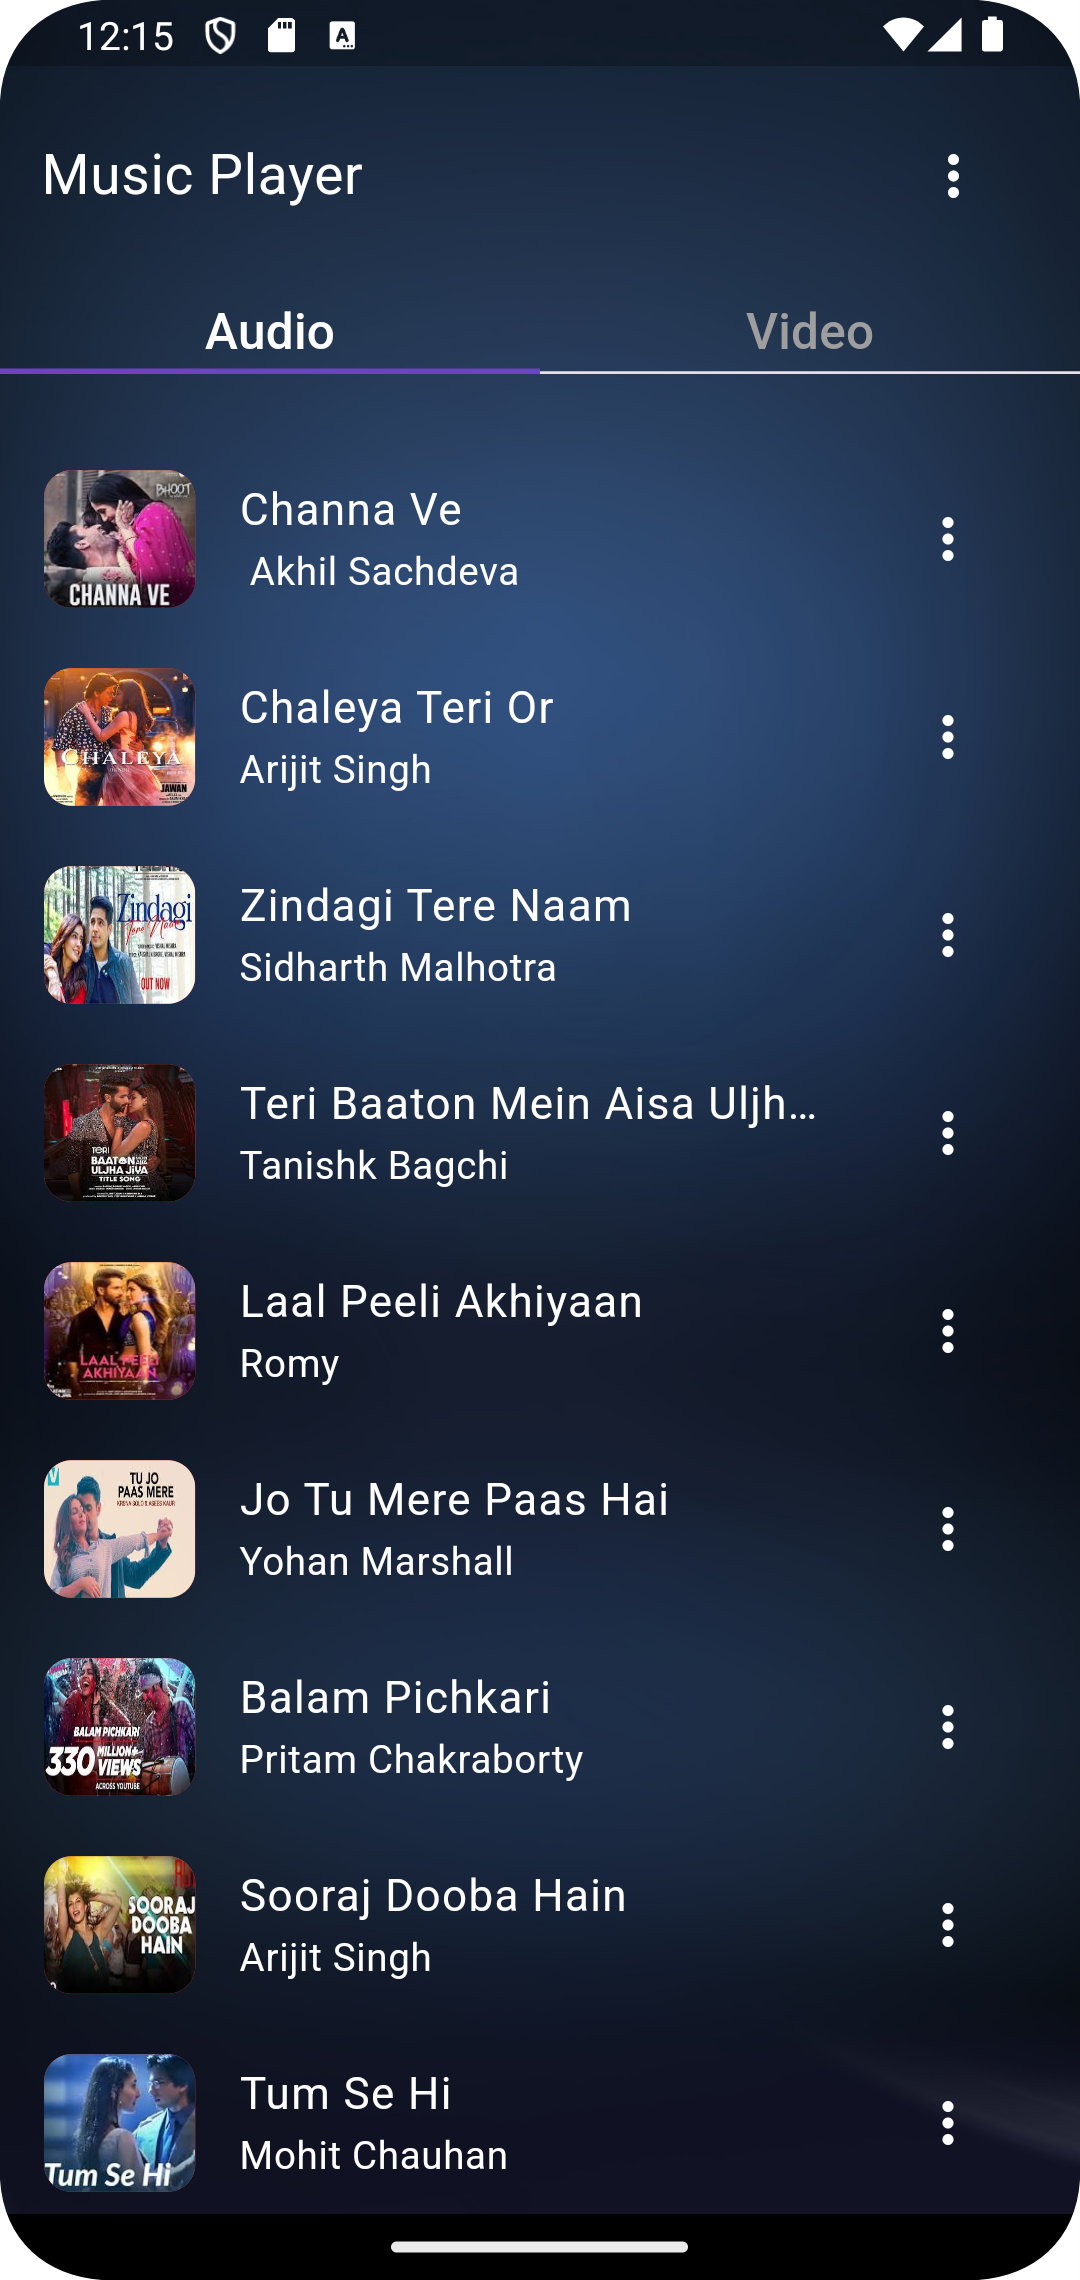 12:15
Music Player
Audio
Video
BHOOT
CHANNA VE
Channa Ve
Akhil Sachdeva
CHALEYA
JAWAN
Chaleya Teri Or
Arijit Singh
Zindagi
Tere Naam
OUT NOW
Zindagi Tere Naam
Sidharth Malhotra
TERI
BAATON
ULJHA JiYA
TITLE SONG
Teri Baaton Mein Aisa Uljh...
Tanishk Bagchi
LAAL PEELI
AKHIYAAN
Laal Peeli Akhiyaan
Romy
TU JO
PAAS MERE
Jo Tu Mere Paas Hai
Yohan Marshall
BALAM PICHKARI
330 MILLION+
VIEWS
ACROSS YOUTUBE
Balam Pichkari
Pritam Chakraborty
SOORAJ
DOOBA
HAIN
Sooraj Dooba Hain
Arijit Singh
Tum Se Hi
Tum Se Hi
Mohit Chauhan